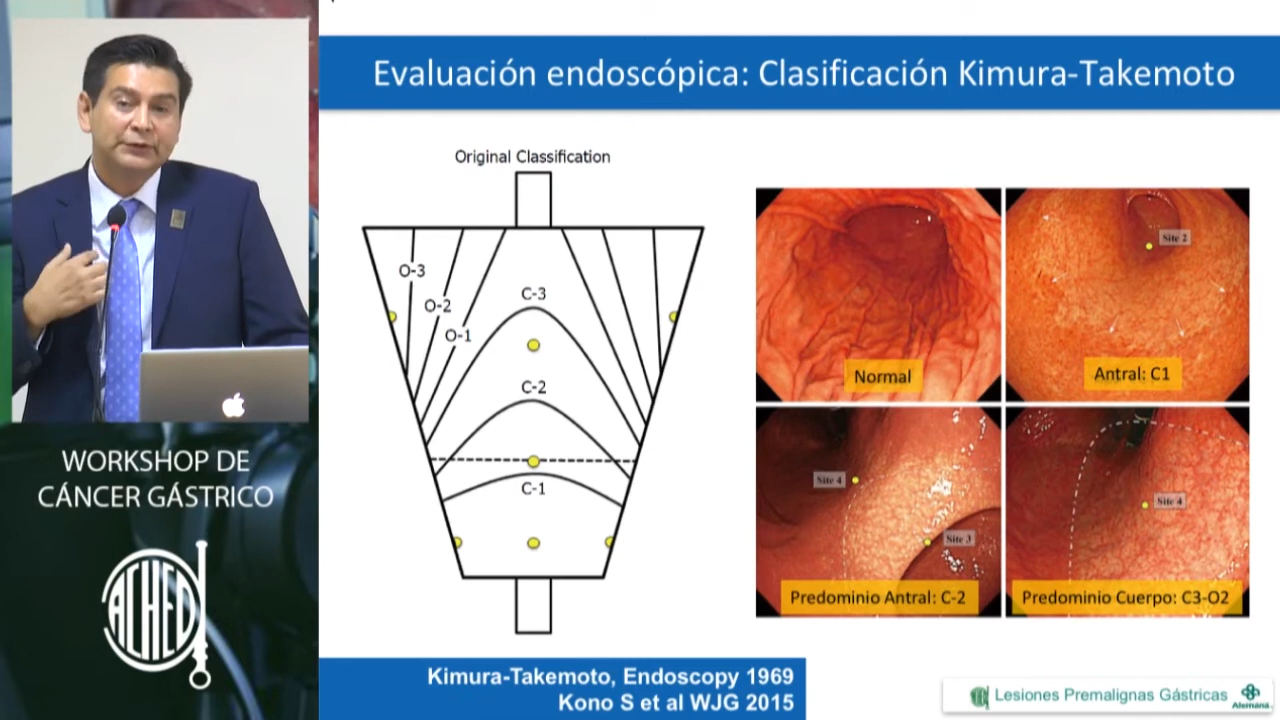 Evaluación endoscópica: Clasificación Kimura-Takemoto
Original Classification
O-3
O-2
O-1
C-3
C-2
C-1
Normal
Site 2
Antral: C1
Site 4
Site 3
Predominio Antral: C-2
Site 4
Predominio Cuerpo: C3-O2
WORKSHOP DE
CÁNCER GÁSTRICO
ACHED
Kimura-Takemoto, Endoscopy 1969
Kono S et al WJG 2015
Lesiones Premalignas Gástricas
Alemana